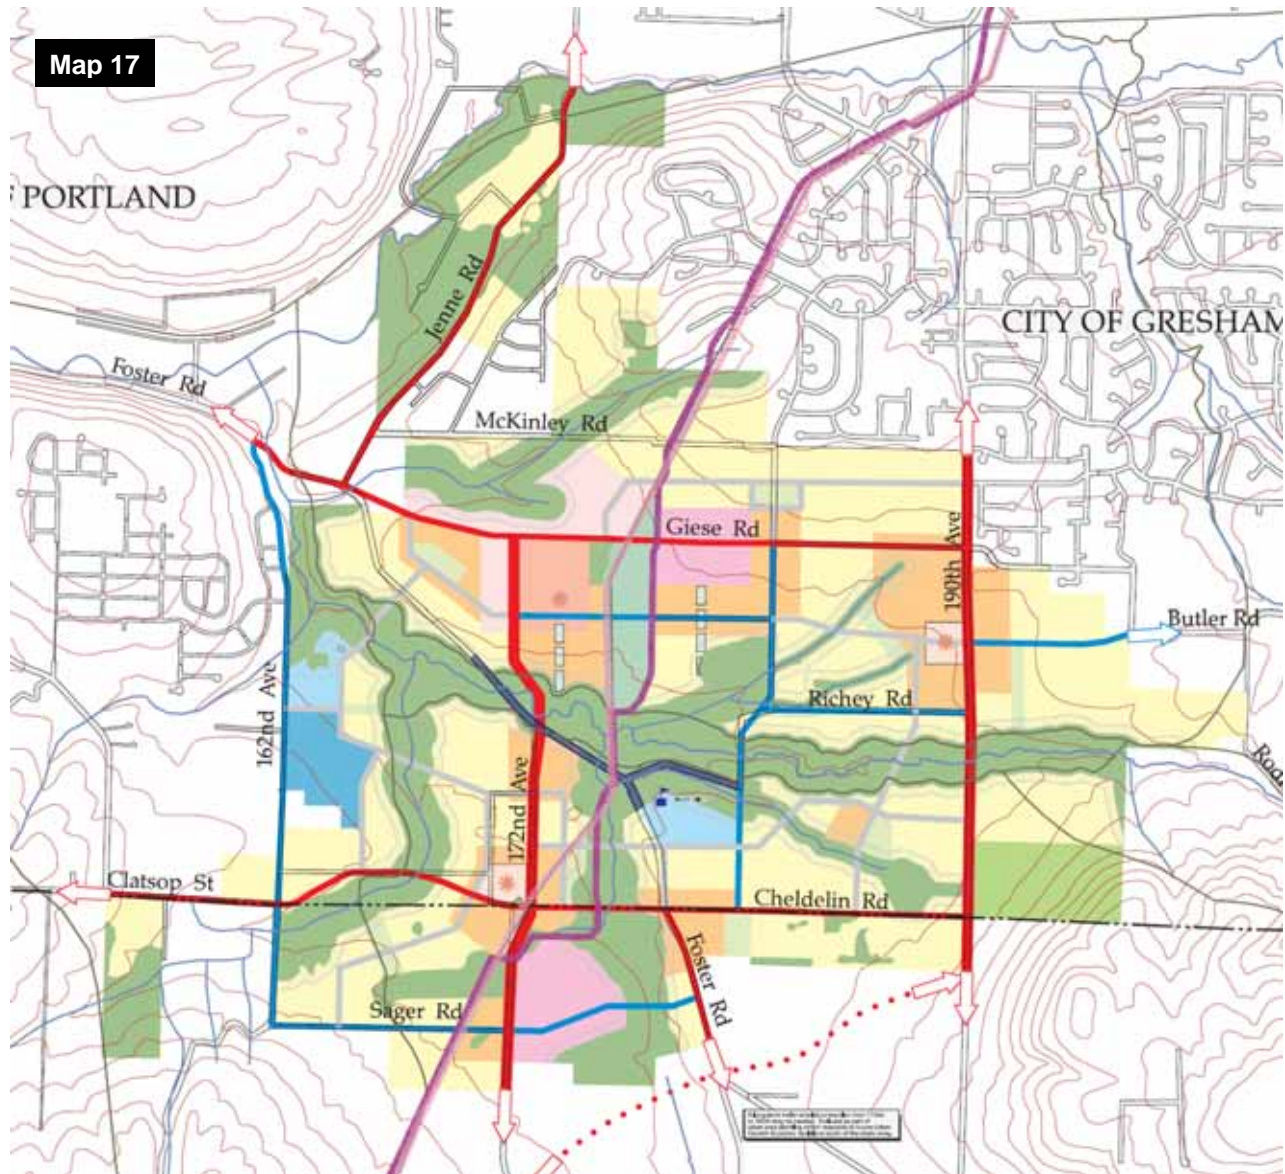 Map 17
PORTLAND
Jenne Rd
CITY OF GRESHAM
Foster Rd
McKinley Rd
Giese Rd
190th Ave
Butler Rd
Richey Rd
162nd Ave
172nd Ave
Clatsop St
Cheldelin Rd
Foster Rd
Sager Rd